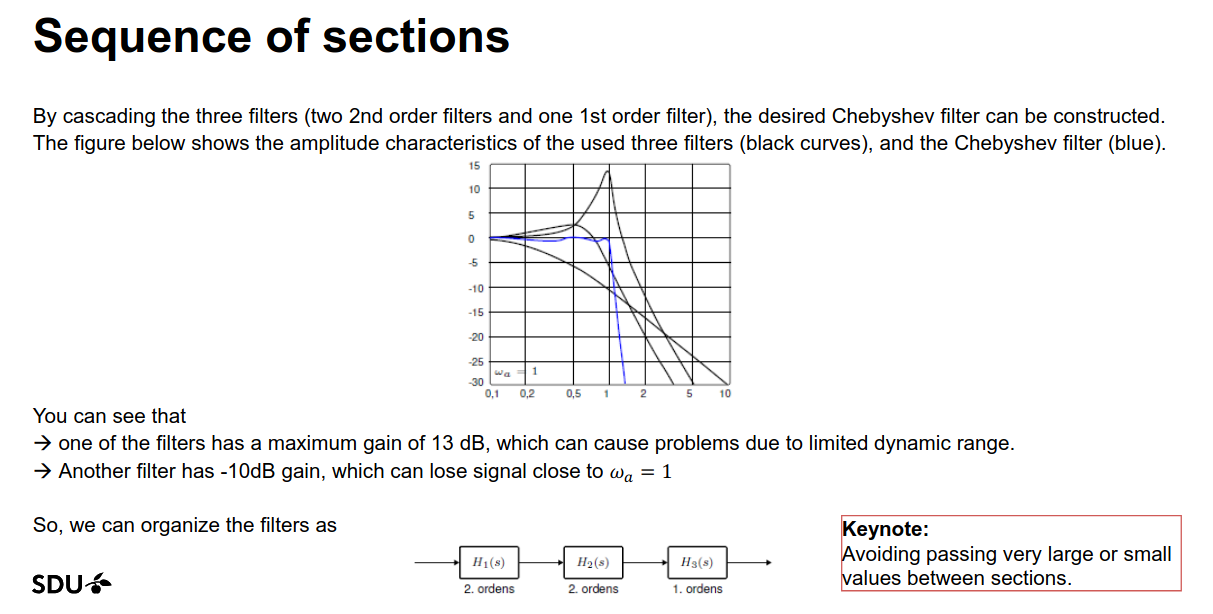 Sequence of sections
By cascading the three filters (two 2nd order filters and one 1st order filter), the desired Chebyshev filter can be constructed.
The figure below shows the amplitude characteristics of the used three filters (black curves), and the Chebyshev filter (blue).
15
10
5
0
-5
-10
-15
-20
-25
-30
ωₐ = 1
0,1 0,2 0,5 1 2 5 10
You can see that
→ one of the filters has a maximum gain of 13 dB, which can cause problems due to limited dynamic range.
→ Another filter has -10dB gain, which can lose signal close to ωₐ = 1
So, we can organize the filters as
H₁(s) H₂(s) H₃(s)
2. ordens 2. ordens 1. ordens
Keynote:
Avoiding passing very large or small
values between sections.
SDU